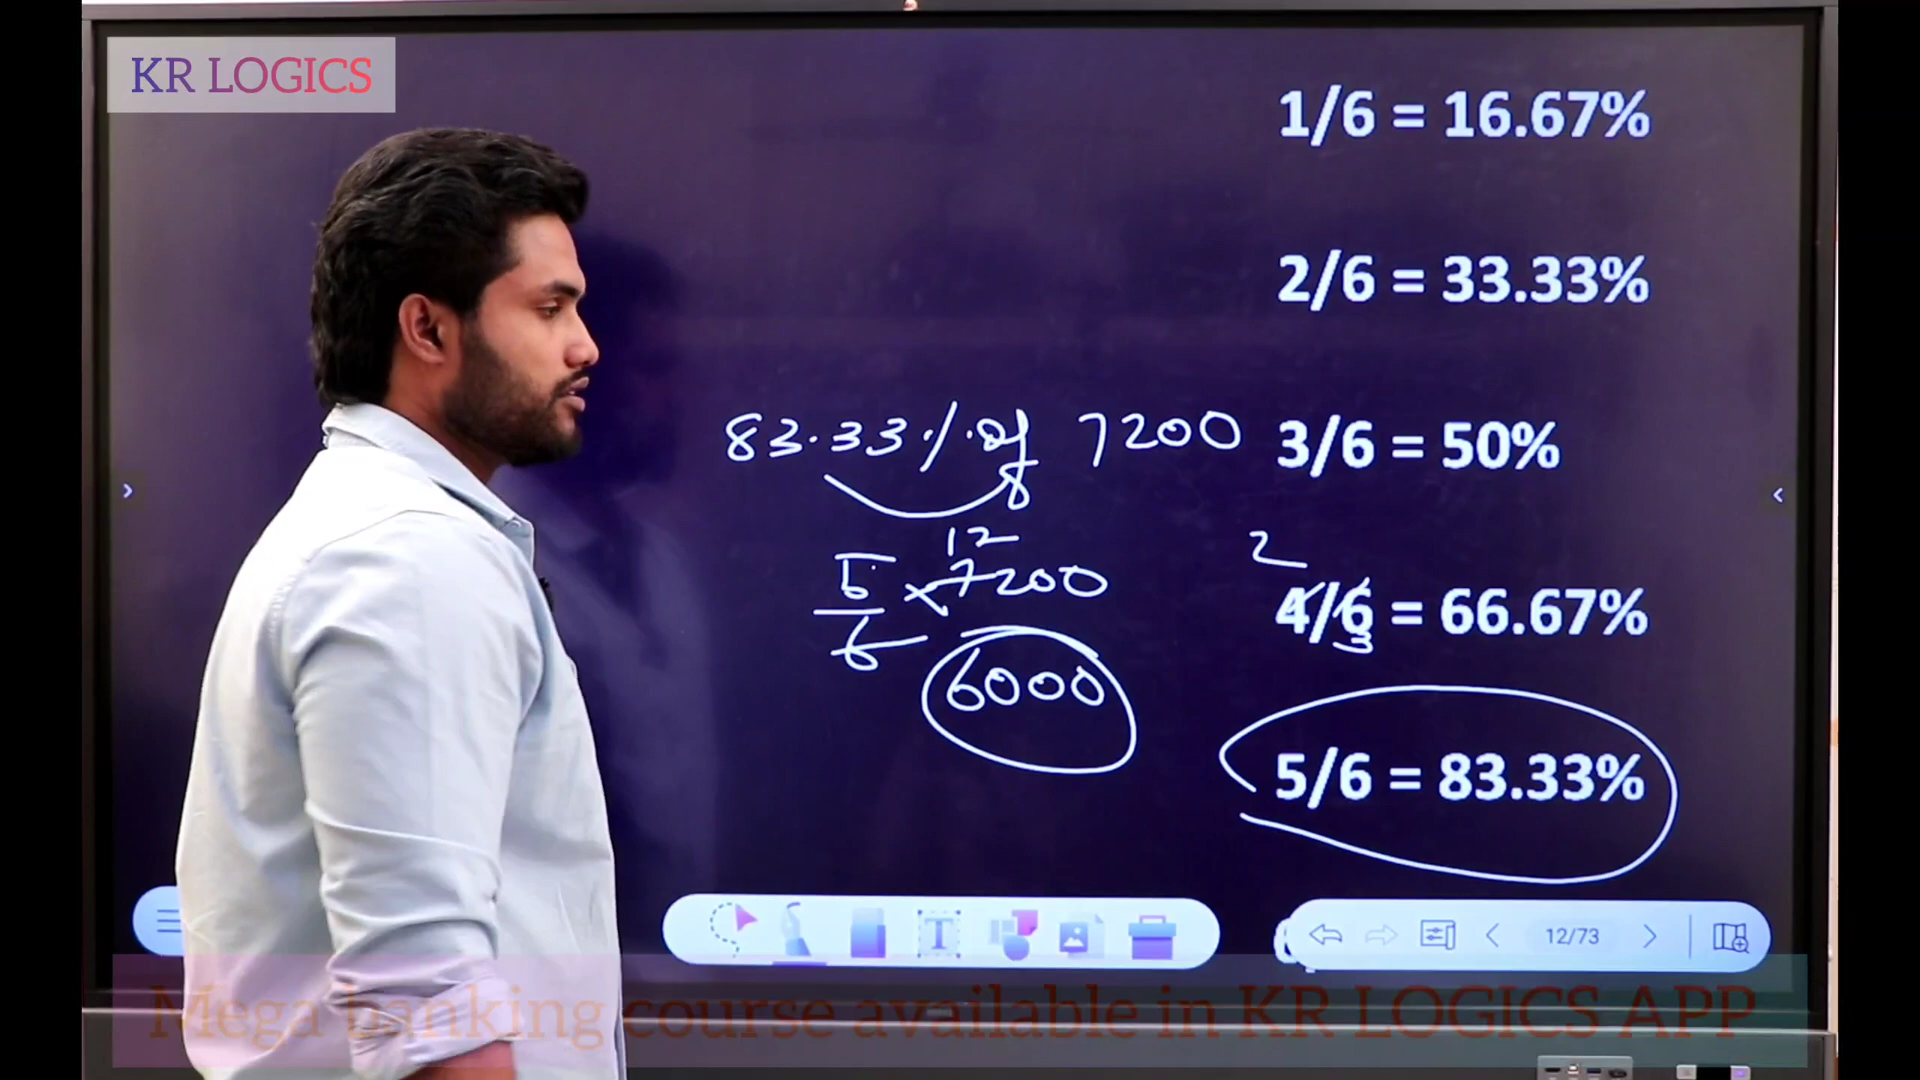 KR LOGICS
1/6 = 16.67%
2/6 = 33.33%
3/6 = 50%
4/6 = 66.67%
2
3
5/6 = 83.33%
83.33% of 7200
8
12
5/6 × 7200
6000
12/73
T
Mega banking course available in KR LOGICS APP